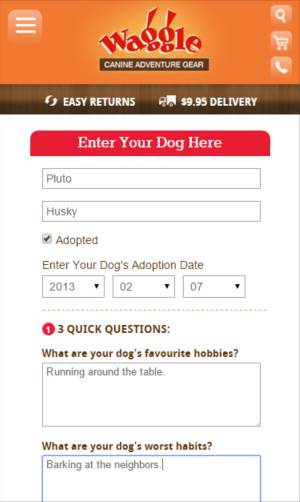 Waggle
CANINE ADVENTURE GEAR
EASY RETURNS $9.95 DELIVERY
Enter Your Dog Here
Pluto
Husky
Adopted
Enter Your Dog's Adoption Date
2013 02 07
1 3 QUICK QUESTIONS:
What are your dog's favourite hobbies?
Running around the table.
What are your dog's worst habits?
Barking at the neighbors.